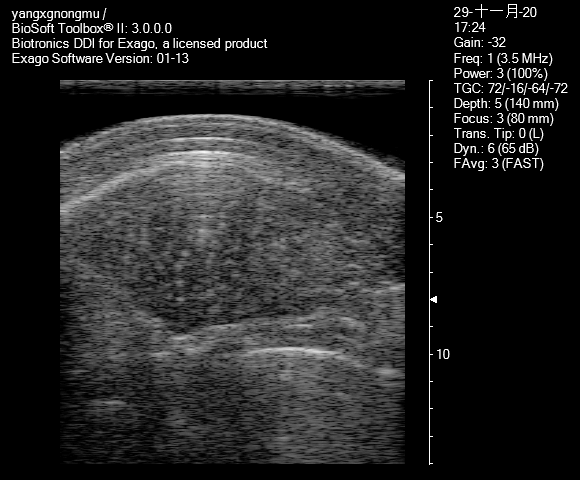 yangxgnongmu /
BioSoft Toolbox® II: 3.0.0.0
Biotronics DDI for Exago, a licensed product
Exago Software Version: 01-13
29-十一月-20
17:24
Gain: -32
Freq: 1 (3.5 MHz)
Power: 3 (100%)
TGC: 72/-16/-64/-72
Depth: 5 (140 mm)
Focus: 3 (80 mm)
Trans. Tip: 0 (L)
Dyn.: 6 (65 dB)
FAvg: 3 (FAST)
5
10